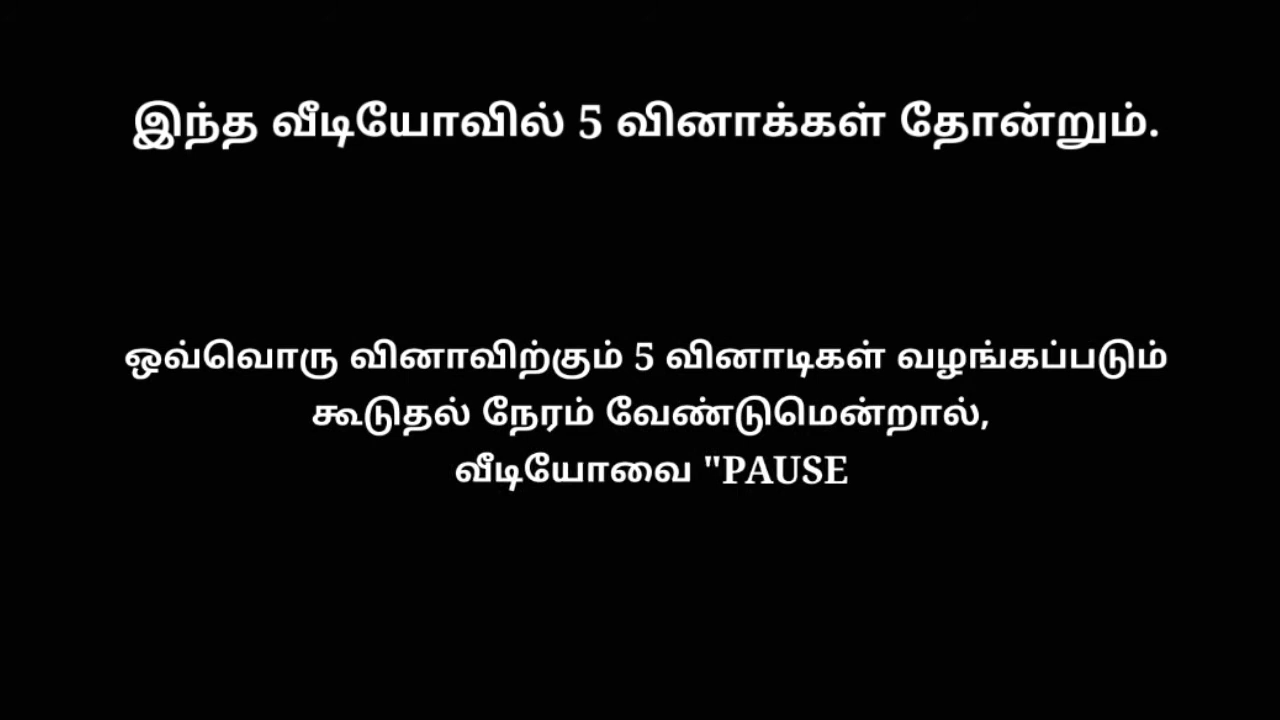 இந்த வீடியோவில் 5 வினாக்கள் தோன்றும்.
ஒவ்வொரு வினாவிற்கும் 5 வினாடிகள் வழங்கப்படும்
கூடுதல் நேரம் வேண்டுமென்றால்,
வீடியோவை "PAUSE